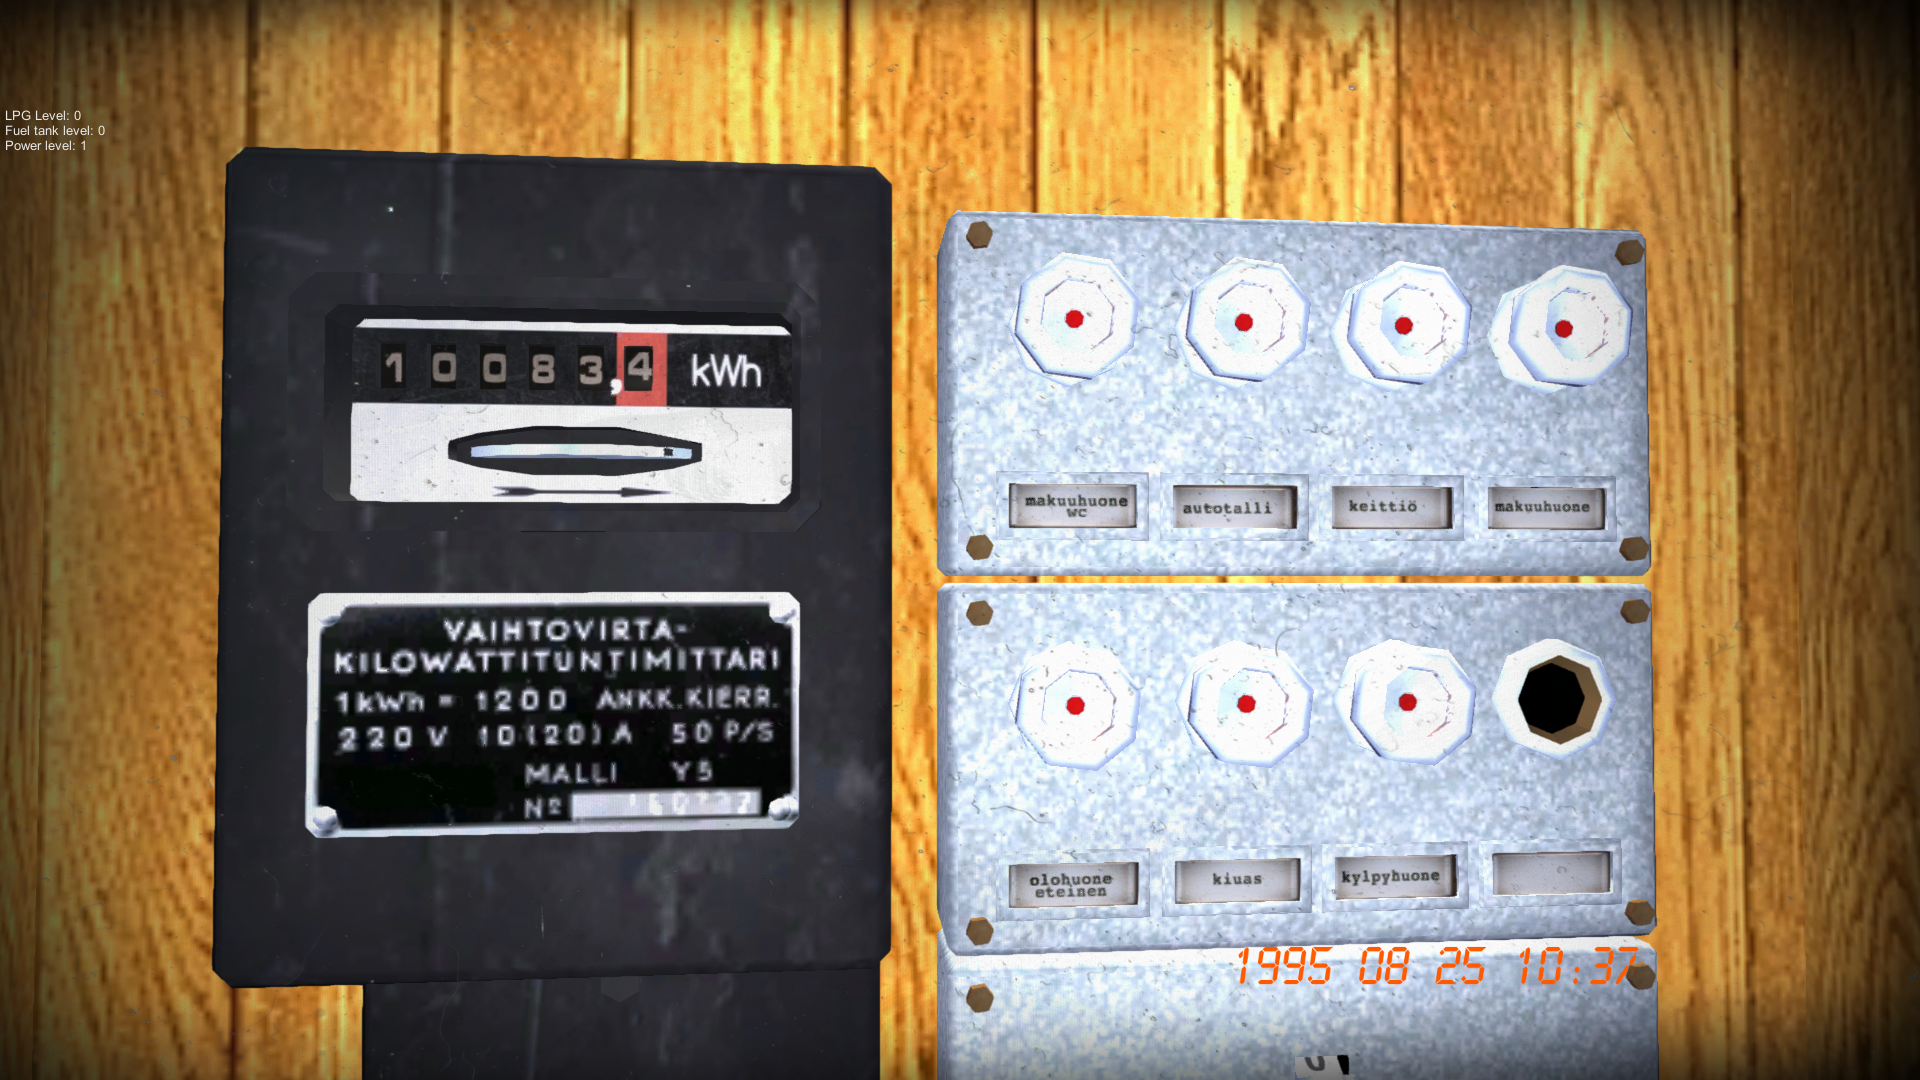 LPG Level: 0
Fuel tank level: 0
Power level: 1
10083,4 kWh
VAIHTOVIRTA-
KILOWATTITUNTIMITTARI
1kWh = 1200 ANKK.KIERR.
220 V 10(20)A 50 P/S
MALLI Y5
Nº
makuuhuone
WC
autotalli
keittiö
makuuhuone
olohuone
eteinen
kiuas
kylpyhuone
1995 08 25 10:37